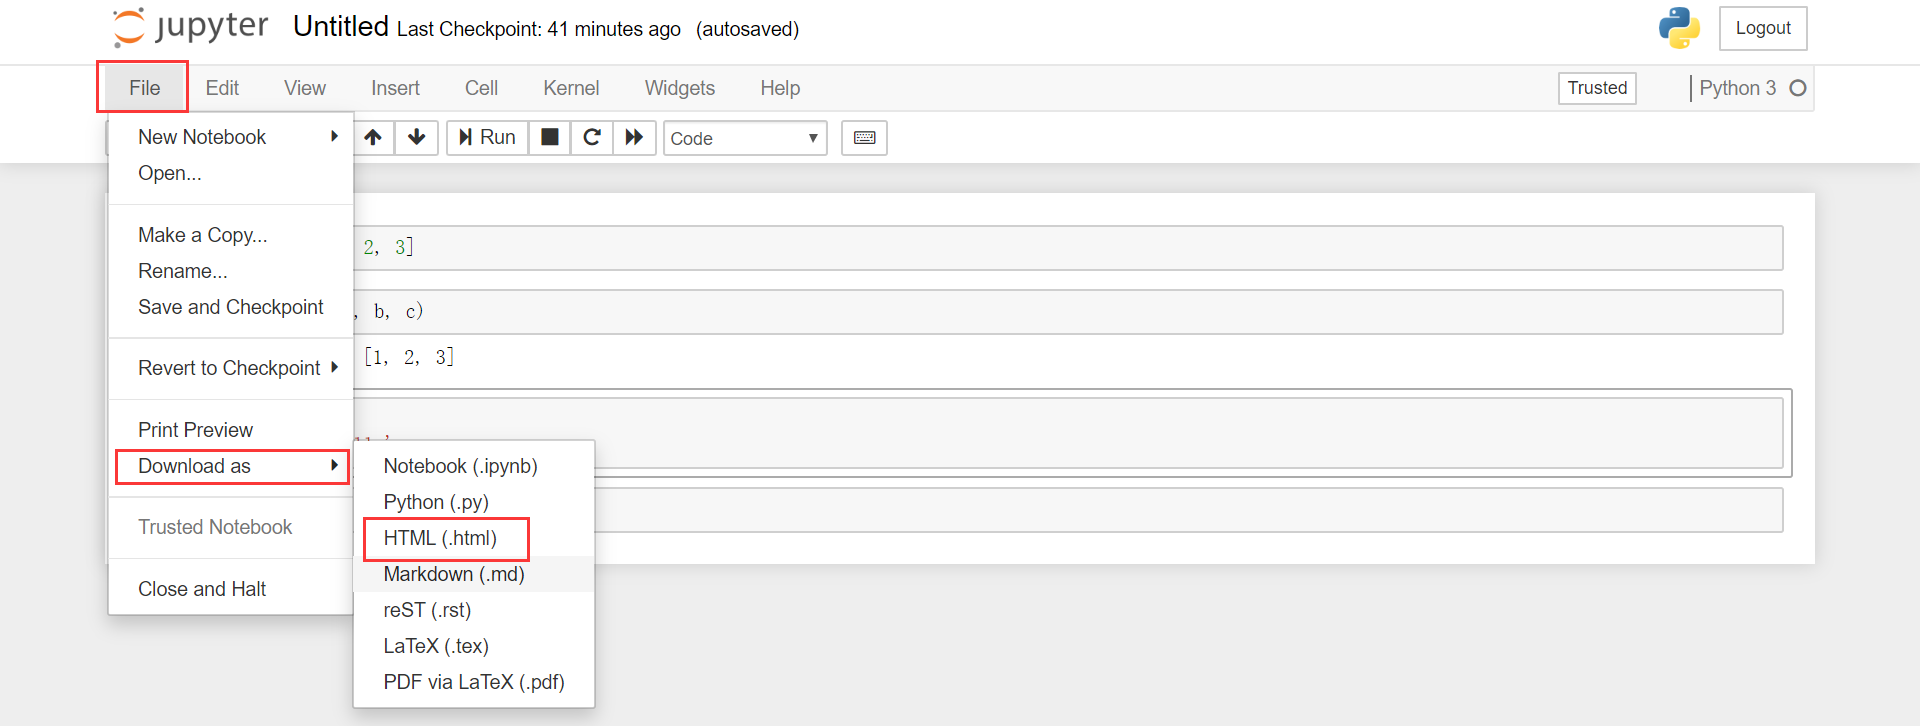 jupyter Untitled Last Checkpoint: 41 minutes ago (autosaved) Logout
File Edit View Insert Cell Kernel Widgets Help Trusted Python 3
Run Code
New Notebook
Open...
Make a Copy...
Rename...
Save and Checkpoint
Revert to Checkpoint
Print Preview
Download as
Trusted Notebook
Close and Halt
2, 3]
, b, c)
[1, 2, 3]
Notebook (.ipynb)
Python (.py)
HTML (.html)
Markdown (.md)
reST (.rst)
LaTeX (.tex)
PDF via LaTeX (.pdf)